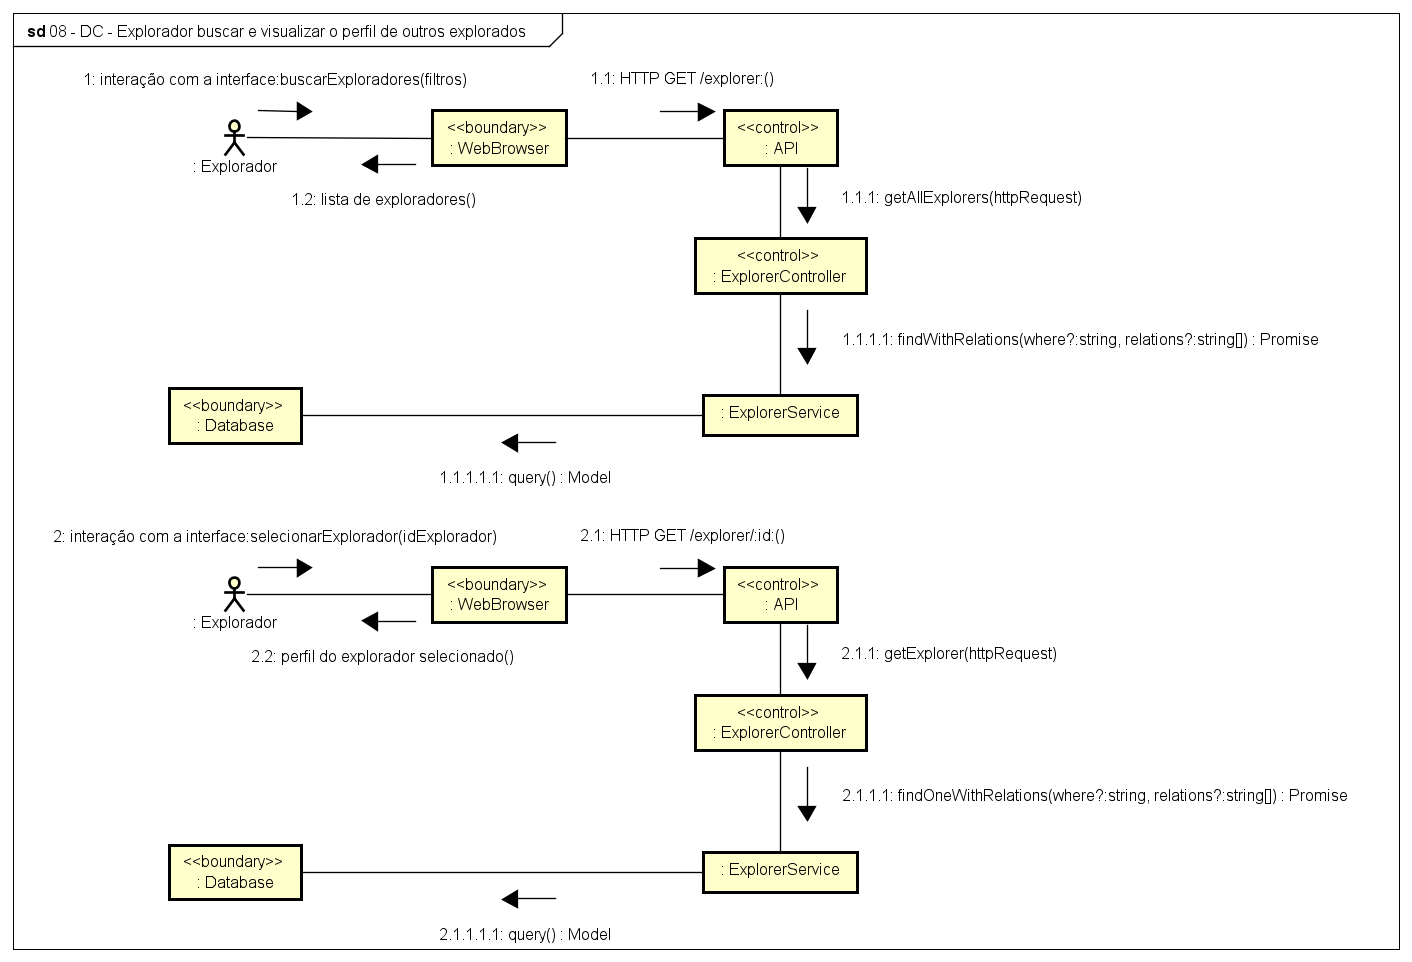 sd 08 - DC - Explorador buscar e visualizar o perfil de outros explorados
1: interação com a interface:buscarExploradores(filtros)
1.1: HTTP GET /explorer:()
<<boundary>>
: WebBrowser
<<control>>
: API
: Explorador
1.2: lista de exploradores()
1.1.1: getAllExplorers(httpRequest)
<<control>>
: ExplorerController
1.1.1.1: findWithRelations(where?:string, relations?:string[]) : Promise
<<boundary>>
: Database
: ExplorerService
1.1.1.1.1: query() : Model
2: interação com a interface:selecionarExplorador(idExplorador)
2.1: HTTP GET /explorer/:id:()
<<boundary>>
: WebBrowser
<<control>>
: API
: Explorador
2.2: perfil do explorador selecionado()
2.1.1: getExplorer(httpRequest)
<<control>>
: ExplorerController
2.1.1.1: findOneWithRelations(where?:string, relations?:string[]) : Promise
<<boundary>>
: Database
: ExplorerService
2.1.1.1.1: query() : Model